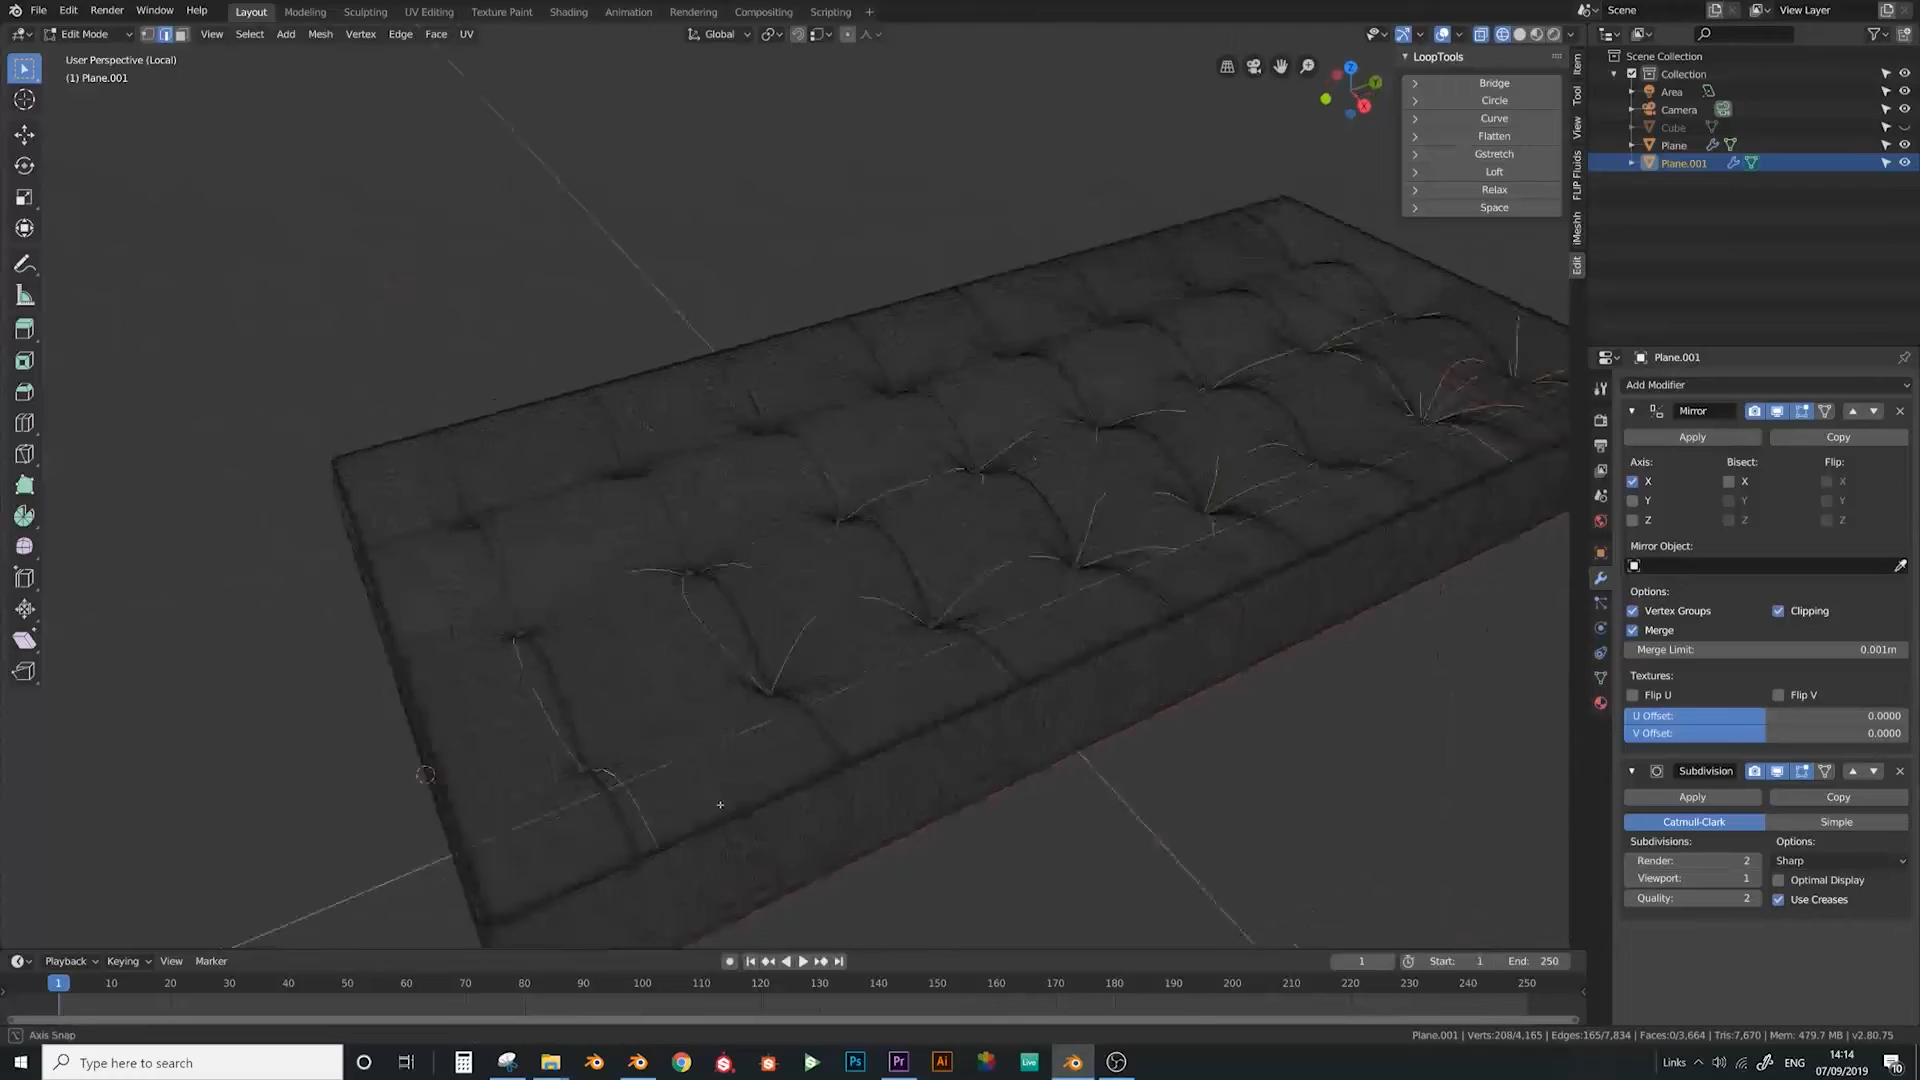 File Edit Render Window Help Layout Modeling Sculpting UV Editing Texture Paint Shading Animation Rendering Compositing Scripting + Scene View Layer
Edit Mode View Select Add Mesh Vertex Edge Face UV Global
User Perspective (Local)
(1) Plane.001
LoopTools
Bridge
Circle
Curve
Flatten
Gstretch
Loft
Relax
Space
Item
Tool
View
FLIP Fluids
iMeshh
Edit
Z
Y
X
Scene Collection
Collection
Area
Camera
Cube
Plane
Plane.001
Plane.001
Add Modifier
Mirror
Apply Copy
Axis: Bisect: Flip:
X X X
Y Y Y
Z Z Z
Mirror Object:
Options:
Vertex Groups Clipping
Merge
Merge Limit: 0.001m
Textures:
Flip U Flip V
U Offset: 0.0000
V Offset: 0.0000
Subdivision
Apply Copy
Catmull-Clark Simple
Subdivisions: Options:
Render: 2 Sharp
Viewport: 1 Optimal Display
Quality: 2 Use Creases
Playback Keying View Marker 1 Start: 1 End: 250
1 10 20 30 40 50 60 70 80 90 100 110 120 130 140 150 160 170 180 190 200 210 220 230 240 250
Axis Snap Plane.001 | Verts:208/4,165 | Edges:165/7,834 | Faces:0/3,664 | Tris:7,670 | Mem: 479.7 MB | v2.80.75
Type here to search Ps Pr Ai Live Links ENG 14:14
07/09/2019 10